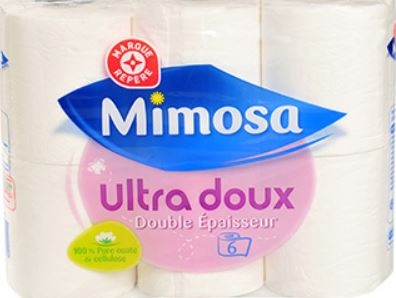 MARQUE
REPÈRE
Mimosa
Ultra doux
Double Épaisseur
6
100 % Pure ouate
de cellulose